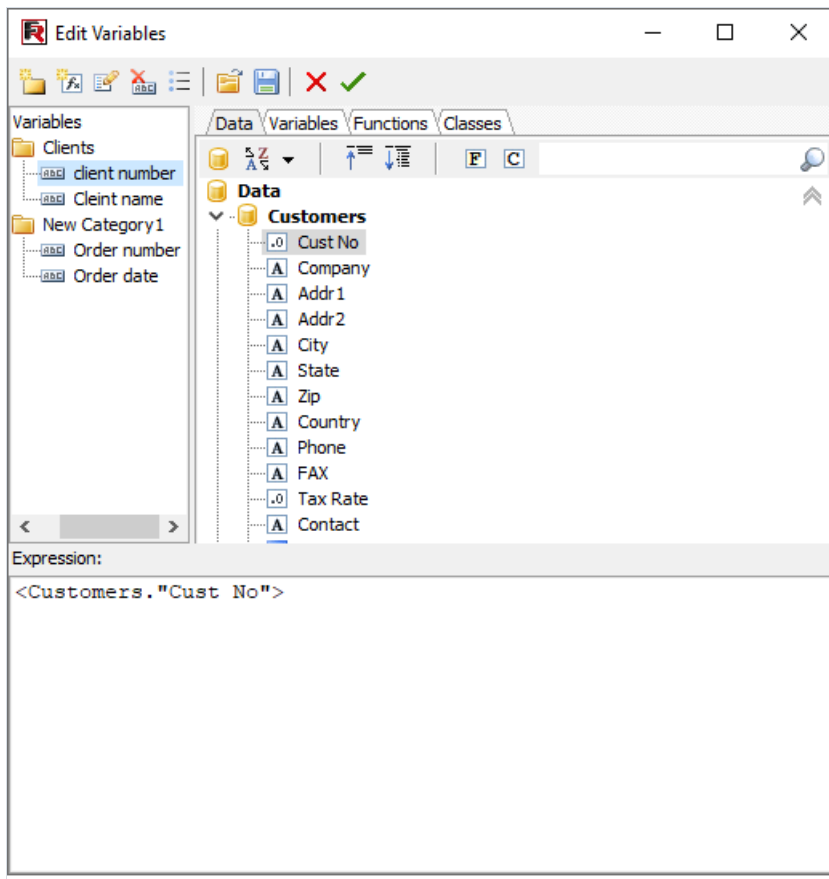 Edit Variables
Variables
Clients
client number
Cleint name
New Category1
Order number
Order date
Data Variables Functions Classes
F C
Data
Customers
.0 Cust No
A Company
A Addr1
A Addr2
A City
A State
A Zip
A Country
A Phone
A FAX
.0 Tax Rate
A Contact
Expression:
<Customers."Cust No">